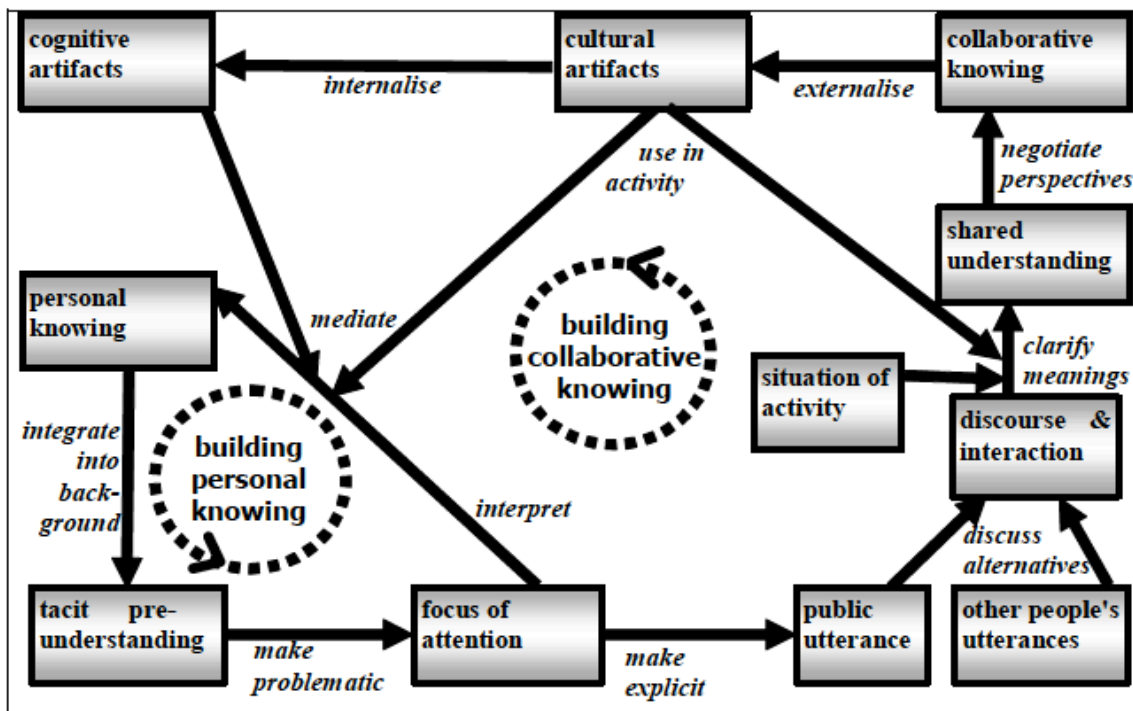 cognitive
artifacts
cultural
artifacts
collaborative
knowing
internalise
externalise
use in
activity
negotiate
perspectives
shared
understanding
personal
knowing
mediate
building
collaborative
knowing
situation of
activity
clarify
meanings
discourse &
interaction
integrate
into
back-
ground
building
personal
knowing
interpret
discuss
alternatives
tacit pre-
understanding
focus of
attention
public
utterance
other people's
utterances
make
problematic
make
explicit